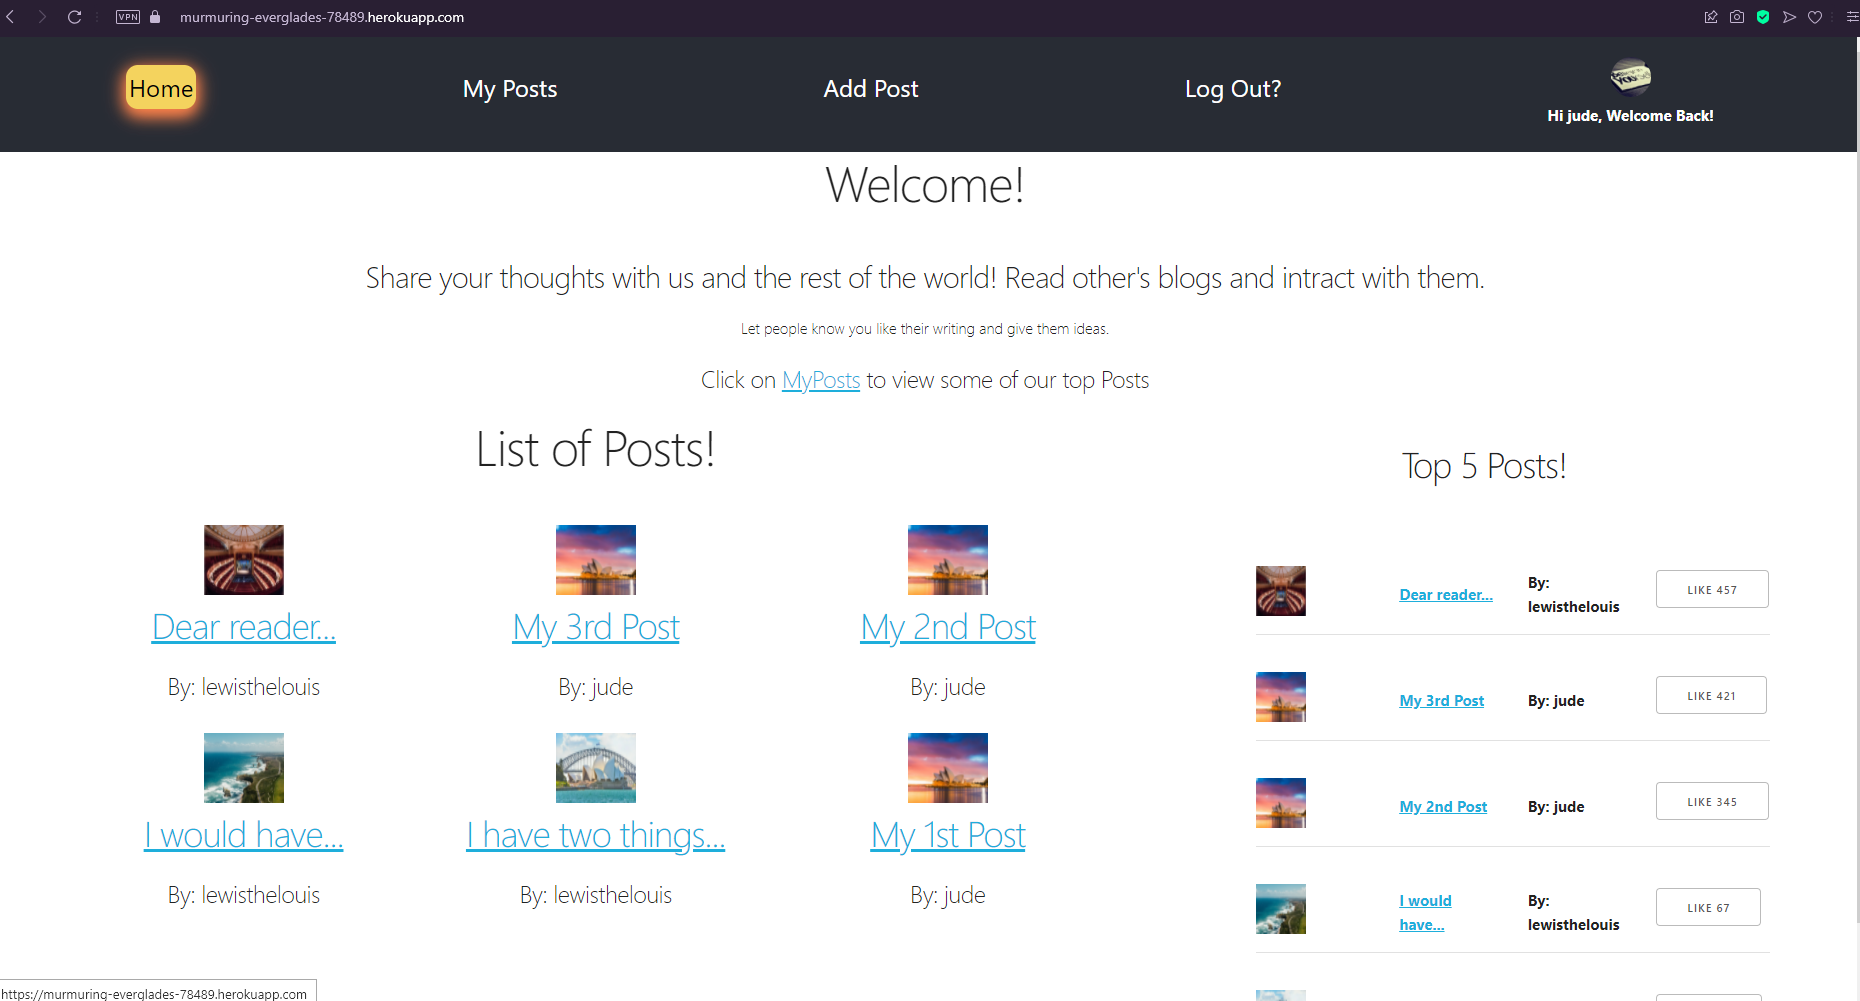 VPN
murmuring-everglades-78489.herokuapp.com
Home
My Posts
Add Post
Log Out?
Hi jude, Welcome Back!
Welcome!
Share your thoughts with us and the rest of the world! Read other's blogs and intract with them.
Let people know you like their writing and give them ideas.
Click on MyPosts to view some of our top Posts
List of Posts!
Dear reader...
By: lewisthelouis
My 3rd Post
By: jude
My 2nd Post
By: jude
I would have...
By: lewisthelouis
I have two things...
By: lewisthelouis
My 1st Post
By: jude
Top 5 Posts!
Dear reader...
By:
lewisthelouis
LIKE 457
My 3rd Post
By: jude
LIKE 421
My 2nd Post
By: jude
LIKE 345
I would
have...
By:
lewisthelouis
LIKE 67
https://murmuring-everglades-78489.herokuapp.com